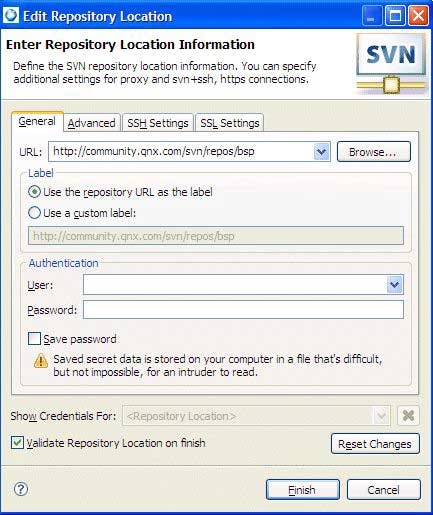 Edit Repository Location
Enter Repository Location Information
Define the SVN repository location information. You can specify
additional settings for proxy and svn+ssh, https connections.
SVN
General Advanced SSH Settings SSL Settings
URL: http://community.qnx.com/svn/repos/bsp Browse...
Label
Use the repository URL as the label
Use a custom label:
http://community.qnx.com/svn/repos/bsp
Authentication
User:
Password:
Save password
Saved secret data is stored on your computer in a file that's difficult,
but not impossible, for an intruder to read.
Show Credentials For: <Repository Location>
Validate Repository Location on finish Reset Changes
? Finish Cancel